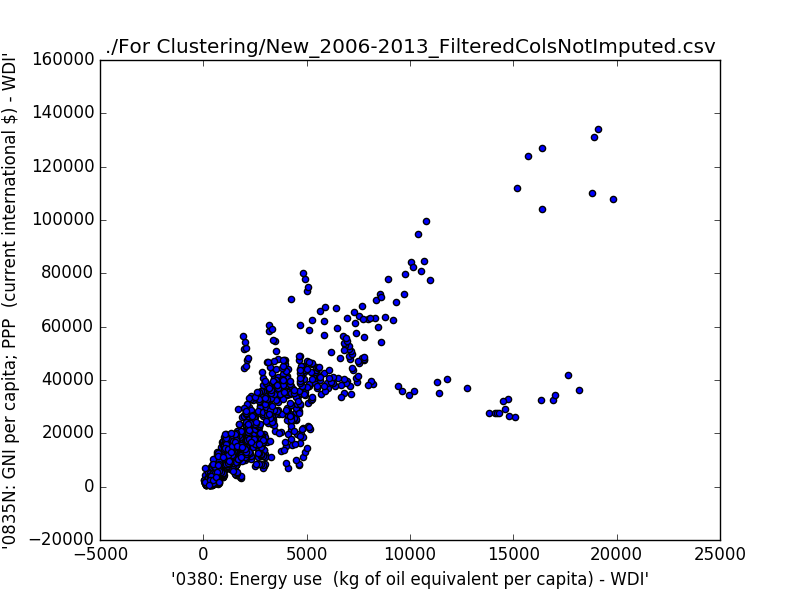 ./For Clustering/New_2006-2013_FilteredColsNotImputed.csv
160000
140000
120000
100000
80000
60000
40000
20000
0
−20000
'0835N: GNI per capita; PPP  (current international $) - WDI'
−5000 0 5000 10000 15000 20000 25000
'0380: Energy use  (kg of oil equivalent per capita) - WDI'